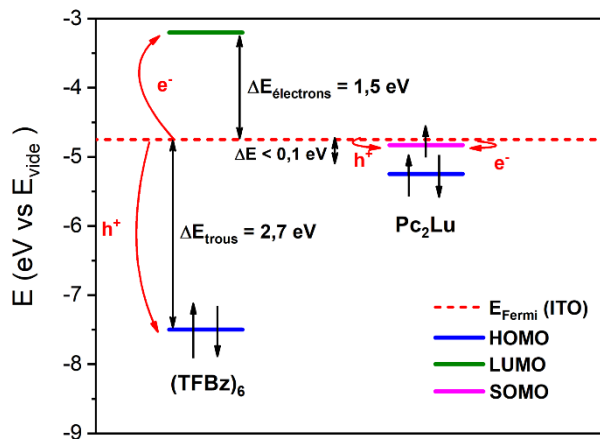 E (eV vs E_vide)
-3
-4
-5
-6
-7
-8
-9
e⁻
ΔE_électrons = 1,5 eV
ΔE < 0,1 eV
h⁺
e⁻
Pc₂Lu
h⁺
ΔE_trous = 2,7 eV
(TFBz)₆
E_Fermi (ITO)
HOMO
LUMO
SOMO